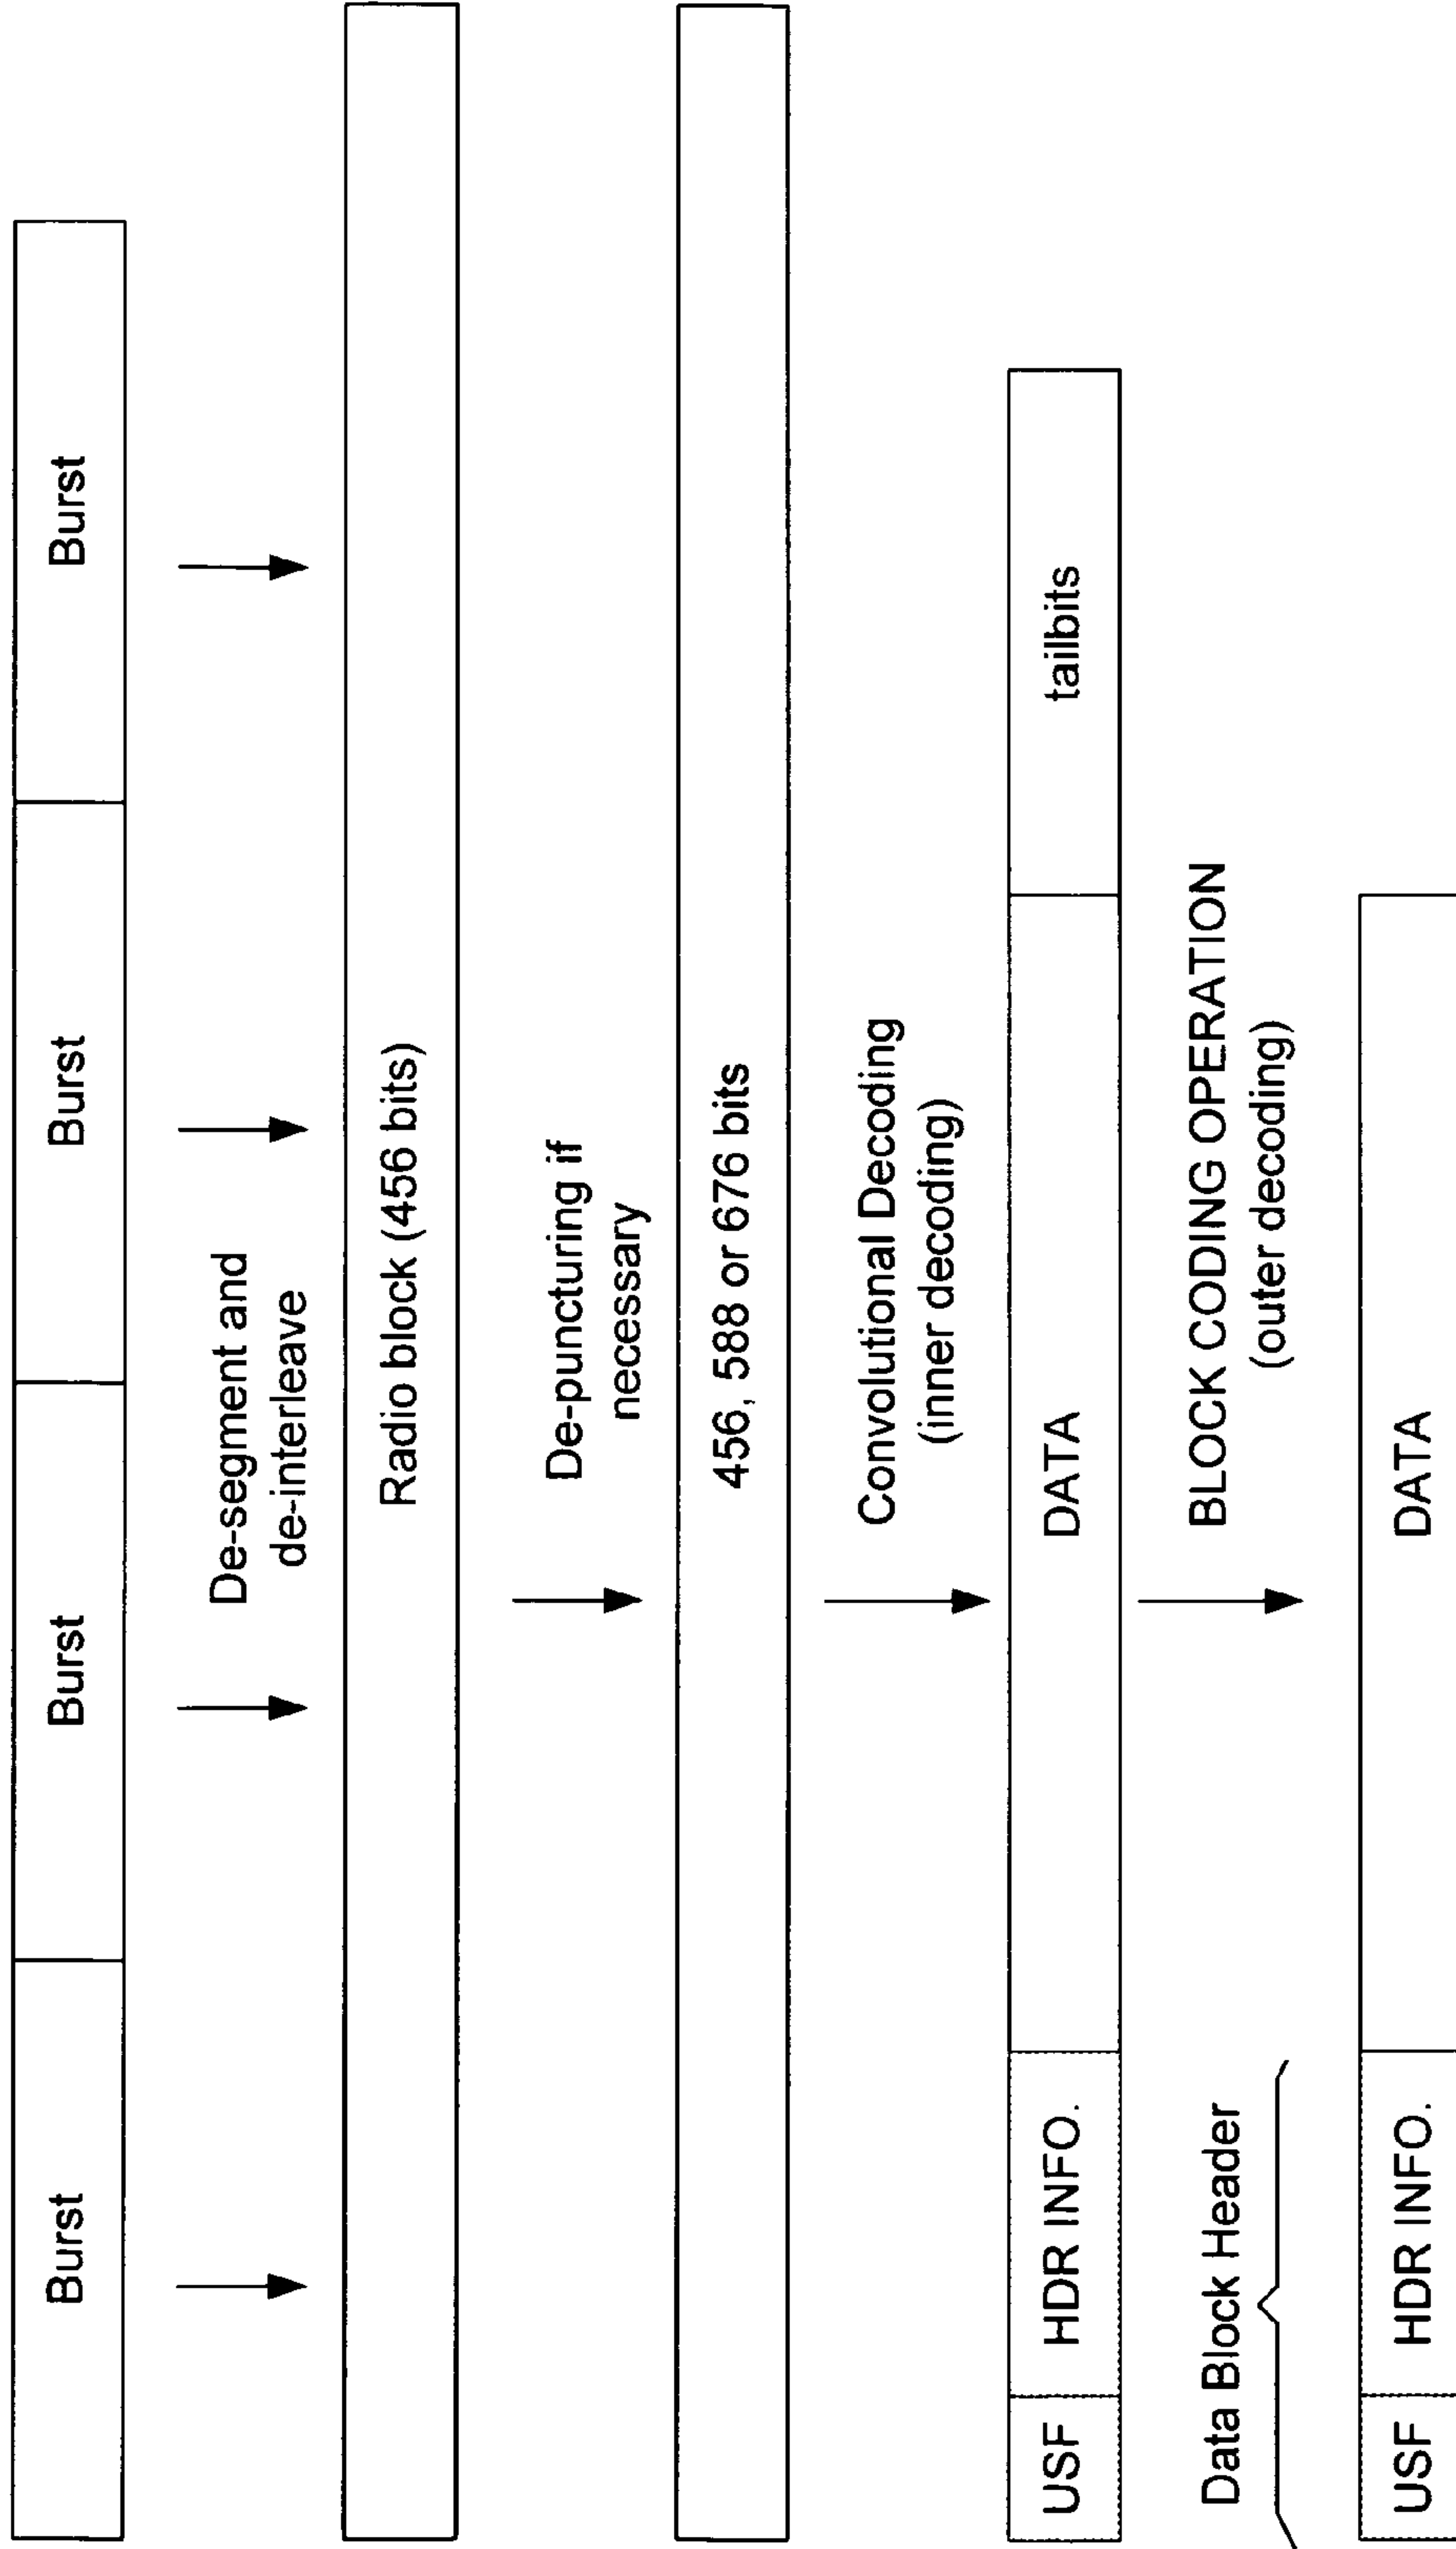 Burst
Burst
Burst
Burst
De-segment and
de-interleave
Radio block (456 bits)
De-puncturing if
necessary
456, 588 or 676 bits
Convolutional Decoding
(inner decoding)
USF
HDR INFO.
DATA
tailbits
Data Block Header
BLOCK CODING OPERATION
(outer decoding)
USF
HDR INFO.
DATA